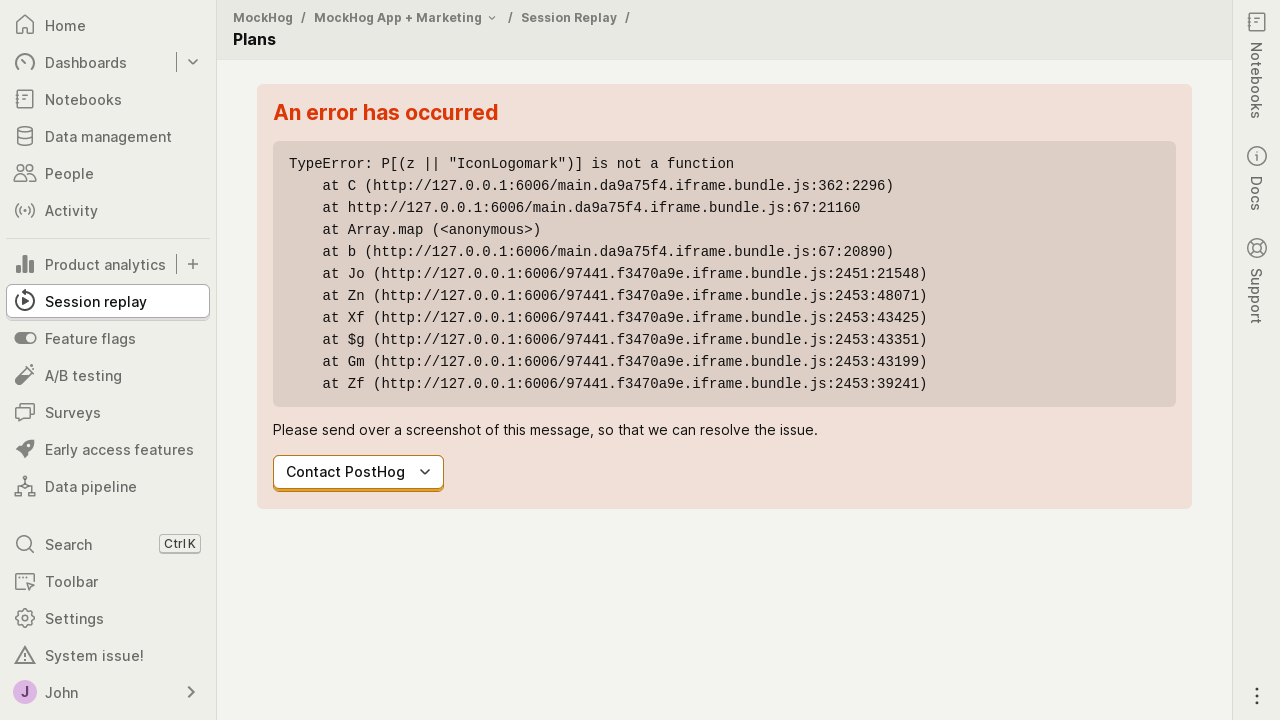 Home
Dashboards
Notebooks
Data management
People
Activity
Product analytics
Session replay
Feature flags
A/B testing
Surveys
Early access features
Data pipeline
Search Ctrl K
Toolbar
Settings
System issue!
J John
MockHog / MockHog App + Marketing / Session Replay /
Plans
An error has occurred
TypeError: P[(z || "IconLogomark")] is not a function
    at C (http://127.0.0.1:6006/main.da9a75f4.iframe.bundle.js:362:2296)
    at http://127.0.0.1:6006/main.da9a75f4.iframe.bundle.js:67:21160
    at Array.map (<anonymous>)
    at b (http://127.0.0.1:6006/main.da9a75f4.iframe.bundle.js:67:20890)
    at Jo (http://127.0.0.1:6006/97441.f3470a9e.iframe.bundle.js:2451:21548)
    at Zn (http://127.0.0.1:6006/97441.f3470a9e.iframe.bundle.js:2453:48071)
    at Xf (http://127.0.0.1:6006/97441.f3470a9e.iframe.bundle.js:2453:43425)
    at $g (http://127.0.0.1:6006/97441.f3470a9e.iframe.bundle.js:2453:43351)
    at Gm (http://127.0.0.1:6006/97441.f3470a9e.iframe.bundle.js:2453:43199)
    at Zf (http://127.0.0.1:6006/97441.f3470a9e.iframe.bundle.js:2453:39241)
Please send over a screenshot of this message, so that we can resolve the issue.
Contact PostHog
Notebooks
Docs
Support